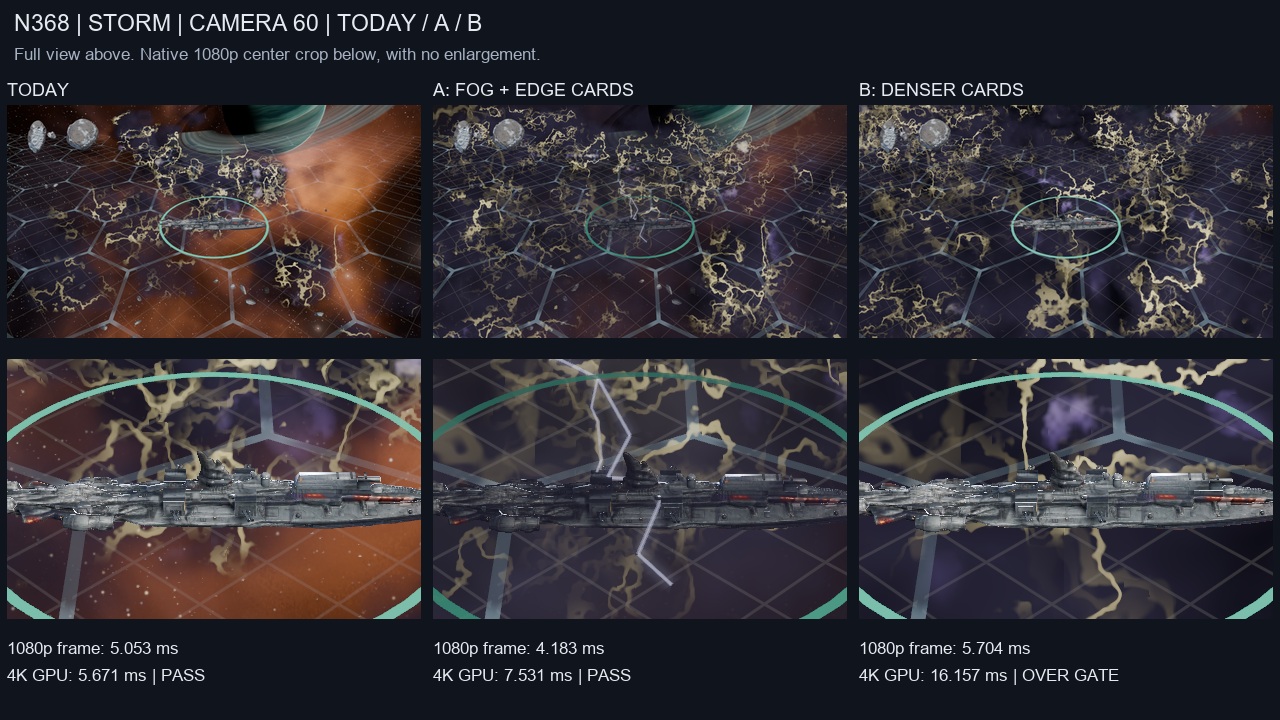 N368 | STORM | CAMERA 60 | TODAY / A / B
Full view above. Native 1080p center crop below, with no enlargement.
TODAY
A: FOG + EDGE CARDS
B: DENSER CARDS
1080p frame: 5.053 ms
4K GPU: 5.671 ms | PASS
1080p frame: 4.183 ms
4K GPU: 7.531 ms | PASS
1080p frame: 5.704 ms
4K GPU: 16.157 ms | OVER GATE